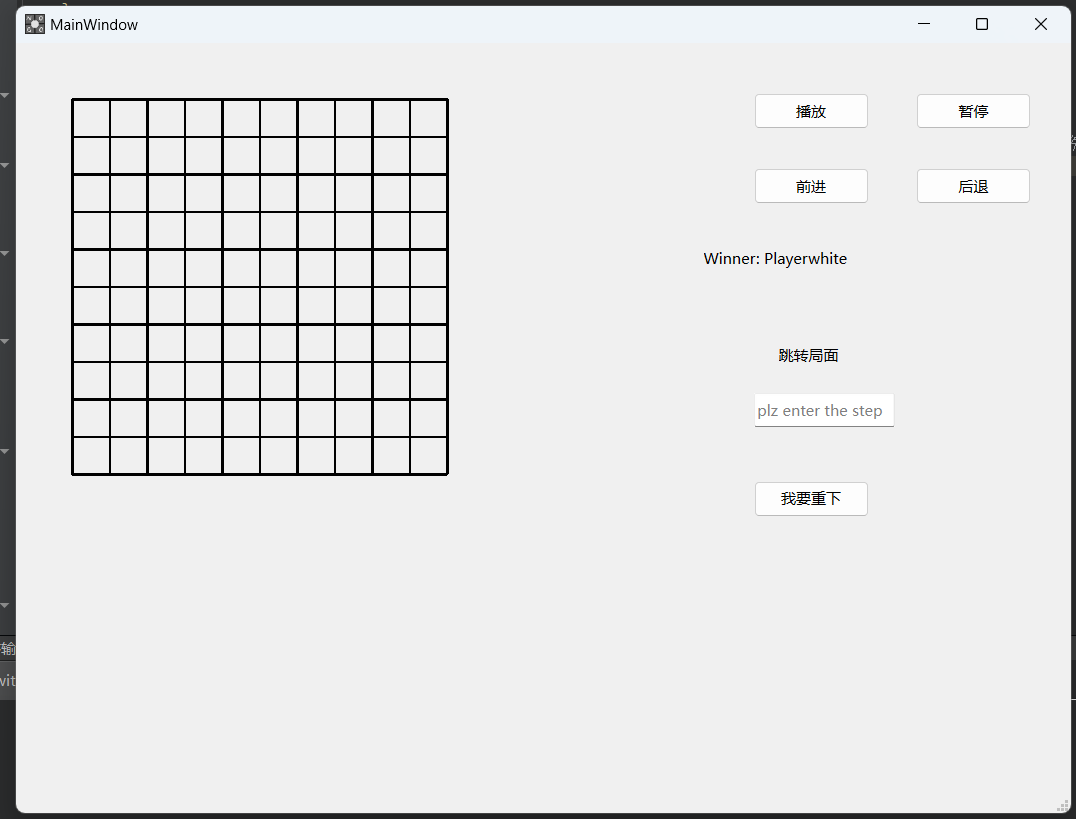 MainWindow
播放
暂停
前进
后退
Winner: Playerwhite
跳转局面
plz enter the step
我要重下
输
wit